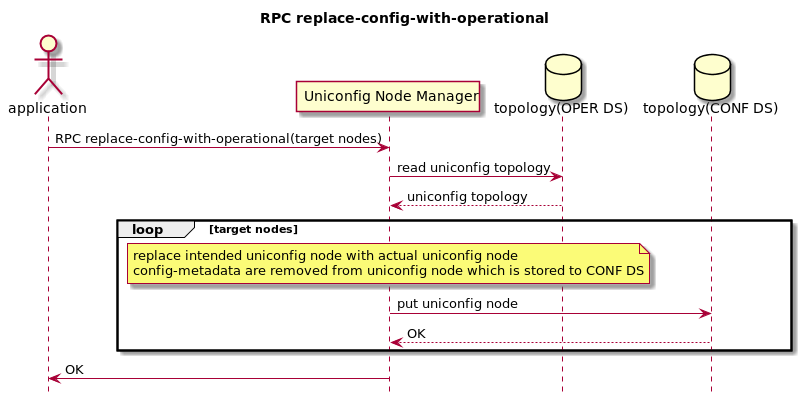 RPC replace-config-with-operational
application
Uniconfig Node Manager
topology(OPER DS)
topology(CONF DS)
RPC replace-config-with-operational(target nodes)
read uniconfig topology
uniconfig topology
loop
[target nodes]
replace intended uniconfig node with actual uniconfig node
config-metadata are removed from uniconfig node which is stored to CONF DS
put uniconfig node
OK
OK